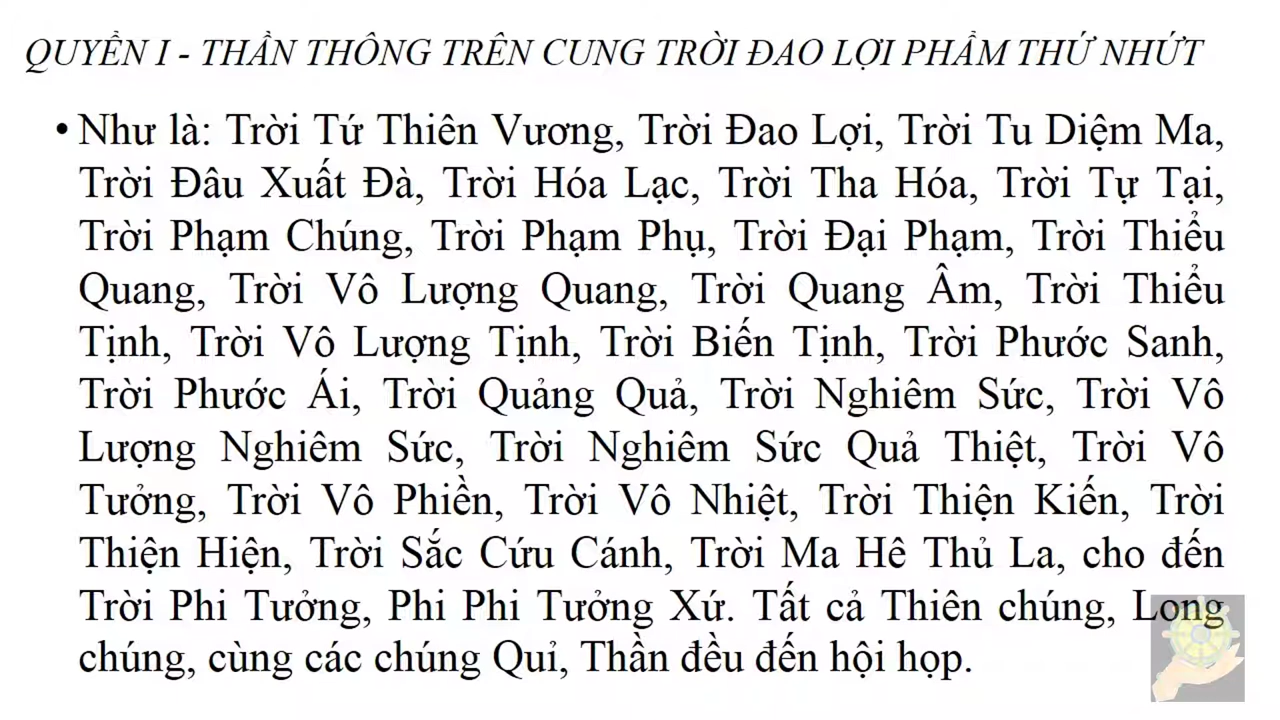 QUYỂN I - THẦN THÔNG TRÊN CUNG TRỜI ĐAO LỢI PHẨM THỨ NHỨT
• Như là: Trời Tứ Thiên Vương, Trời Đao Lợi, Trời Tu Diệm Ma,
Trời Đâu Xuất Đà, Trời Hóa Lạc, Trời Tha Hóa, Trời Tự Tại,
Trời Phạm Chúng, Trời Phạm Phụ, Trời Đại Phạm, Trời Thiểu
Quang, Trời Vô Lượng Quang, Trời Quang Âm, Trời Thiểu
Tịnh, Trời Vô Lượng Tịnh, Trời Biến Tịnh, Trời Phước Sanh,
Trời Phước Ái, Trời Quảng Quả, Trời Nghiêm Sức, Trời Vô
Lượng Nghiêm Sức, Trời Nghiêm Sức Quả Thiệt, Trời Vô
Tưởng, Trời Vô Phiền, Trời Vô Nhiệt, Trời Thiện Kiến, Trời
Thiện Hiện, Trời Sắc Cứu Cánh, Trời Ma Hê Thủ La, cho đến
Trời Phi Tưởng, Phi Phi Tưởng Xứ. Tất cả Thiên chúng, Long
chúng, cùng các chúng Quỉ, Thần đều đến hội họp.